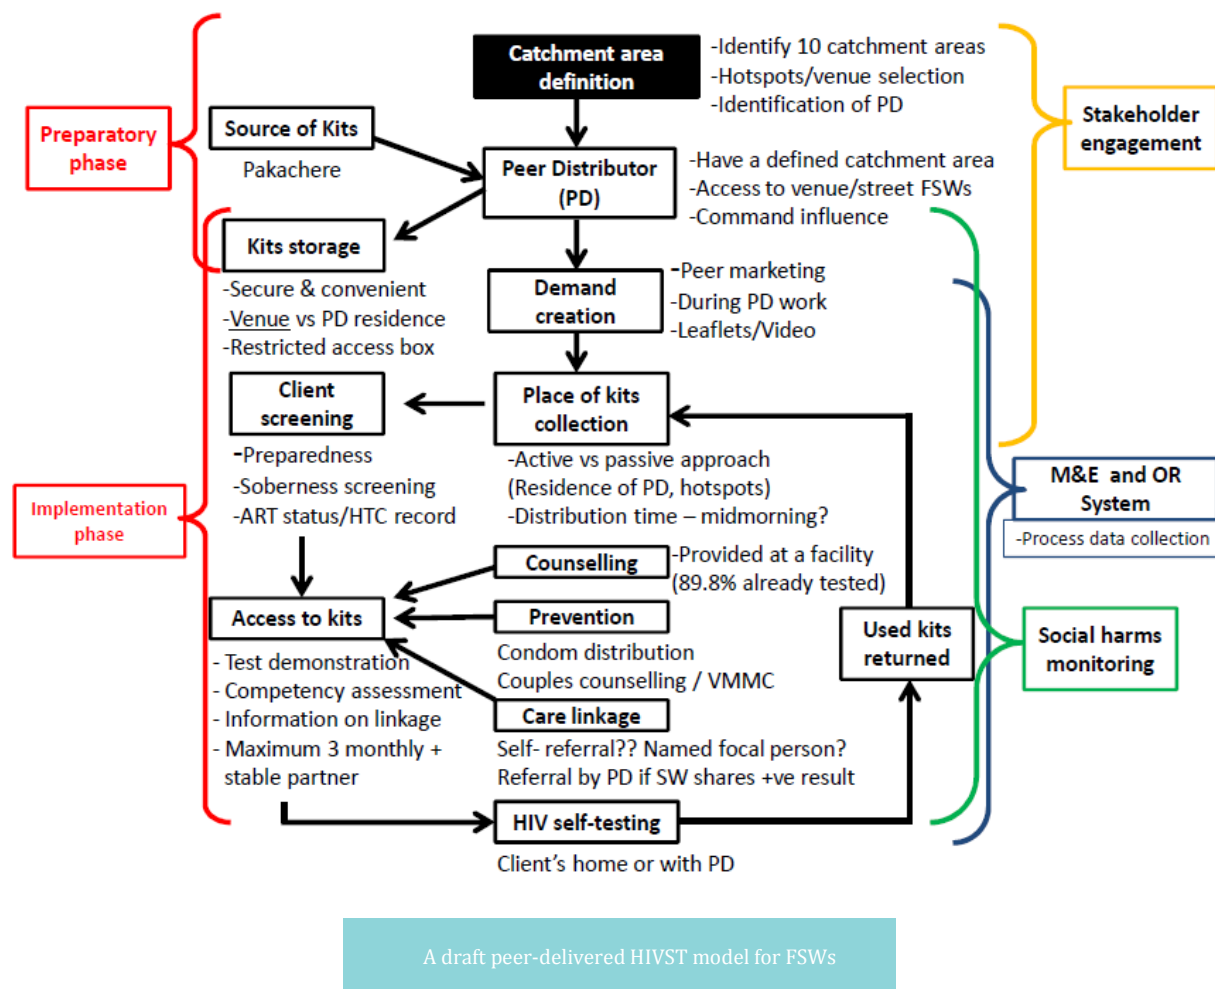 Catchment area
definition
-Identify 10 catchment areas
-Hotspots/venue selection
-Identification of PD
Preparatory
phase
Source of Kits
Pakachere
Peer Distributor
(PD)
-Have a defined catchment area
-Access to venue/street FSWs
-Command influence
Stakeholder
engagement
Kits storage
-Secure & convenient
-Venue vs PD residence
-Restricted access box
Demand
creation
-Peer marketing
-During PD work
-Leaflets/Video
Client
screening
-Preparedness
-Soberness screening
-ART status/HTC record
Place of kits
collection
-Active vs passive approach
(Residence of PD, hotspots)
-Distribution time – midmorning?
Implementation
phase
M&E and OR
System
-Process data collection
Counselling
-Provided at a facility
(89.8% already tested)
Access to kits
- Test demonstration
- Competency assessment
- Information on linkage
- Maximum 3 monthly +
stable partner
Prevention
Condom distribution
Couples counselling / VMMC
Care linkage
Self- referral?? Named focal person?
Referral by PD if SW shares +ve result
Used kits
returned
Social harms
monitoring
HIV self-testing
Client’s home or with PD
A draft peer-delivered HIVST model for FSWs